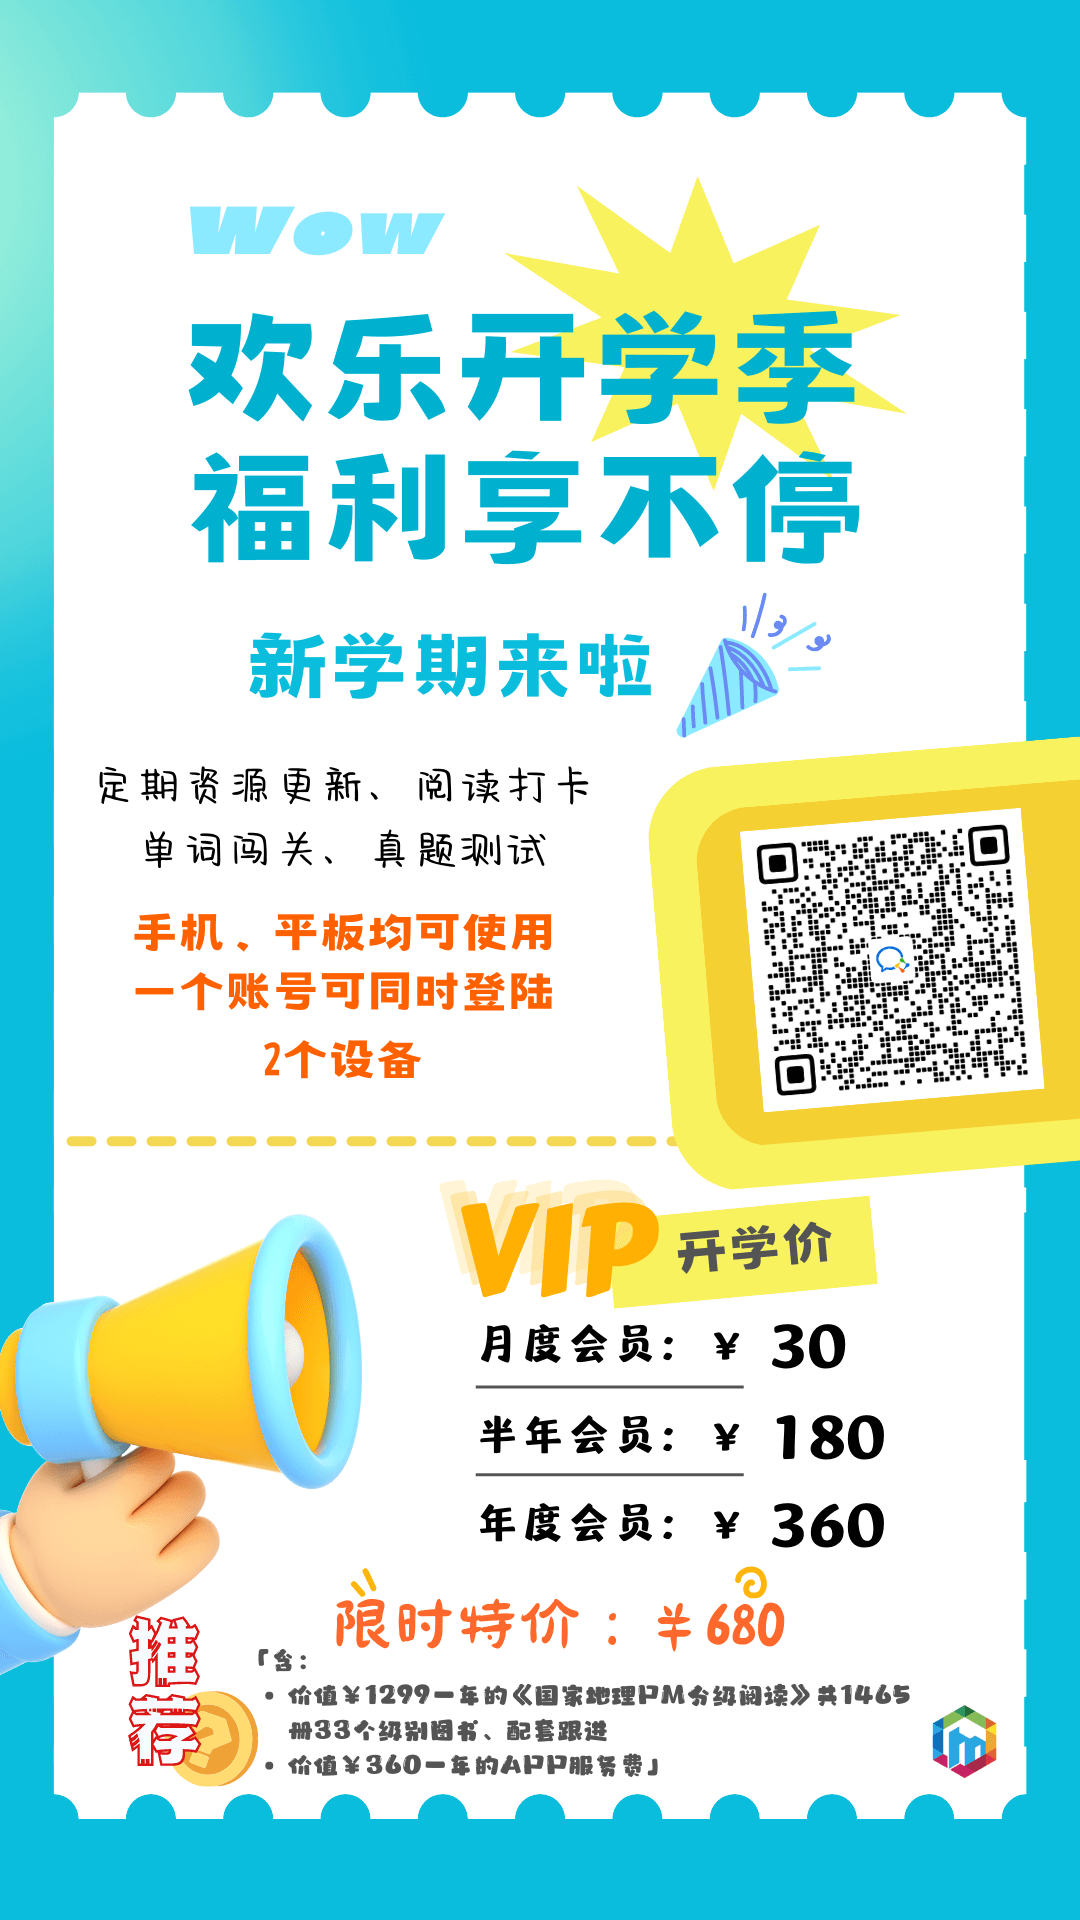 Wow
欢乐开学季
福利享不停
新学期来啦
定期资源更新、阅读打卡
单词闯关、真题测试
手机、平板均可使用
一个账号可同时登陆
2个设备
VIP 开学价
月度会员：￥ 30
半年会员：￥ 180
年度会员：￥ 360
限时特价：￥680
推荐
「含：
• 价值￥1299一年的《国家地理PM分级阅读》共1465
册33个级别图书、配套跟进
• 价值￥360一年的APP服务费」